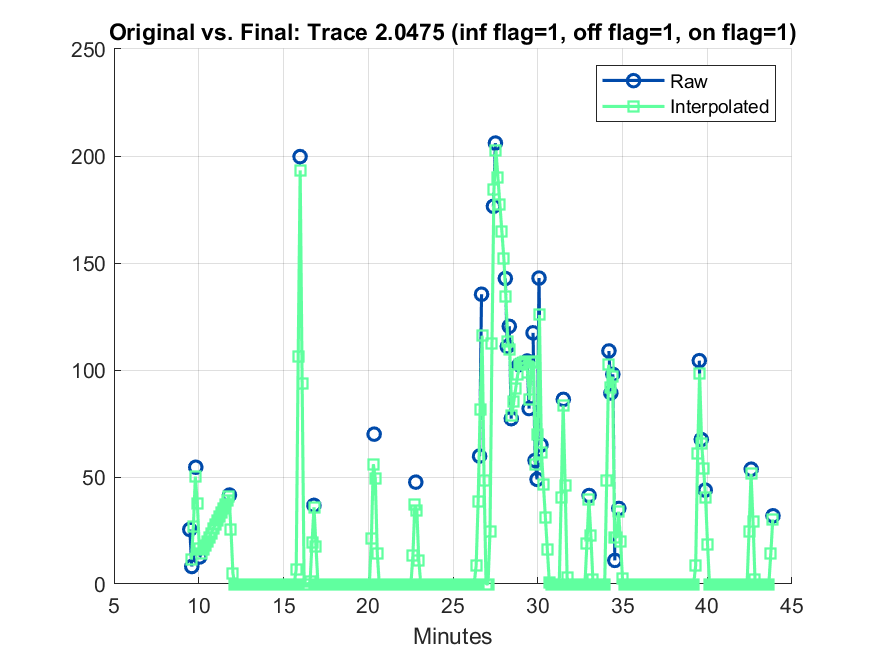 Original vs. Final: Trace 2.0475 (inf flag=1, off flag=1, on flag=1)
250
200
150
100
50
0
Raw
Interpolated
5 10 15 20 25 30 35 40 45
Minutes